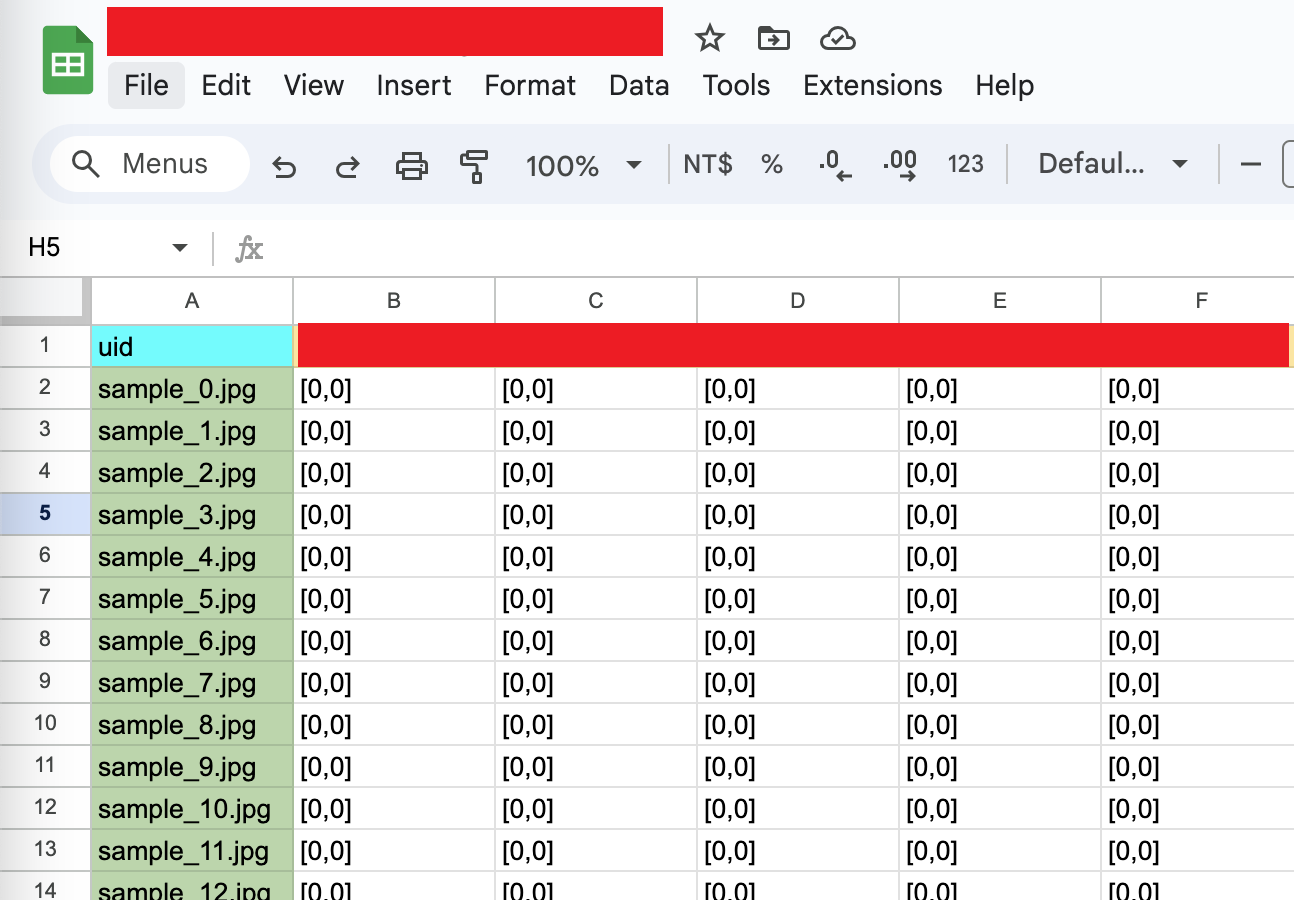 File Edit View Insert Format Data Tools Extensions Help
Menus 100% NT$ % .0 .00 123 Defaul...
H5 fx
A B C D E F
1 uid
2 sample_0.jpg [0,0] [0,0] [0,0] [0,0] [0,0]
3 sample_1.jpg [0,0] [0,0] [0,0] [0,0] [0,0]
4 sample_2.jpg [0,0] [0,0] [0,0] [0,0] [0,0]
5 sample_3.jpg [0,0] [0,0] [0,0] [0,0] [0,0]
6 sample_4.jpg [0,0] [0,0] [0,0] [0,0] [0,0]
7 sample_5.jpg [0,0] [0,0] [0,0] [0,0] [0,0]
8 sample_6.jpg [0,0] [0,0] [0,0] [0,0] [0,0]
9 sample_7.jpg [0,0] [0,0] [0,0] [0,0] [0,0]
10 sample_8.jpg [0,0] [0,0] [0,0] [0,0] [0,0]
11 sample_9.jpg [0,0] [0,0] [0,0] [0,0] [0,0]
12 sample_10.jpg [0,0] [0,0] [0,0] [0,0] [0,0]
13 sample_11.jpg [0,0] [0,0] [0,0] [0,0] [0,0]
14 sample_12.jpg [0,0] [0,0] [0,0] [0,0] [0,0]